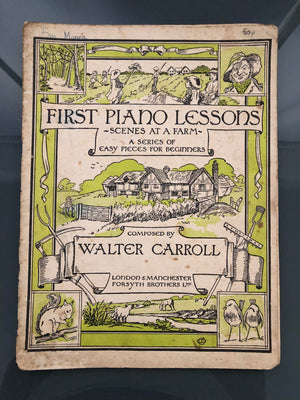 FIRST PIANO LESSONS
~SCENES AT A FARM~
A SERIES OF
EASY PIECES FOR BEGINNERS
COMPOSED BY
WALTER CARROLL
LONDON & MANCHESTER
FORSYTH BROTHERS LTD